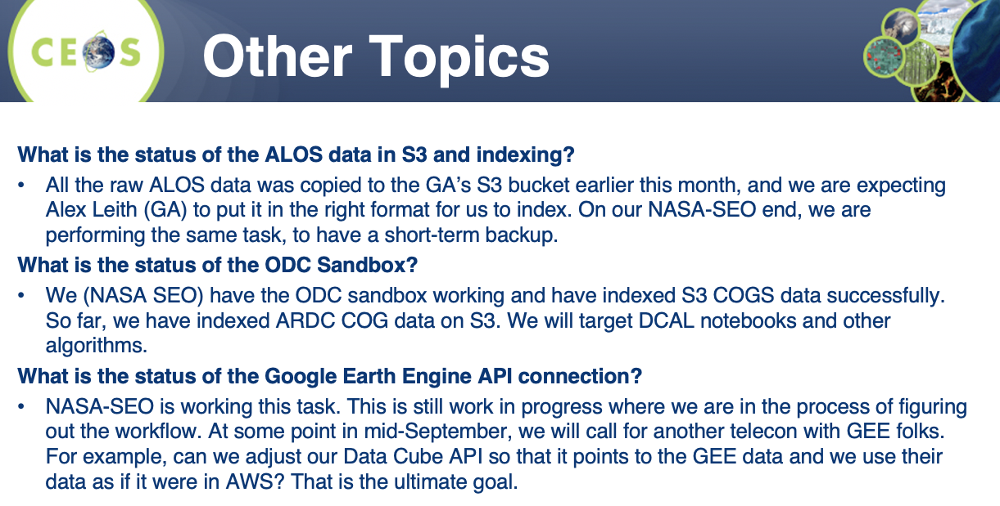 CEOS
Other Topics
What is the status of the ALOS data in S3 and indexing?
• All the raw ALOS data was copied to the GA’s S3 bucket earlier this month, and we are expecting
Alex Leith (GA) to put it in the right format for us to index. On our NASA-SEO end, we are
performing the same task, to have a short-term backup.
What is the status of the ODC Sandbox?
• We (NASA SEO) have the ODC sandbox working and have indexed S3 COGS data successfully.
So far, we have indexed ARDC COG data on S3. We will target DCAL notebooks and other
algorithms.
What is the status of the Google Earth Engine API connection?
• NASA-SEO is working this task. This is still work in progress where we are in the process of figuring
out the workflow. At some point in mid-September, we will call for another telecon with GEE folks.
For example, can we adjust our Data Cube API so that it points to the GEE data and we use their
data as if it were in AWS? That is the ultimate goal.